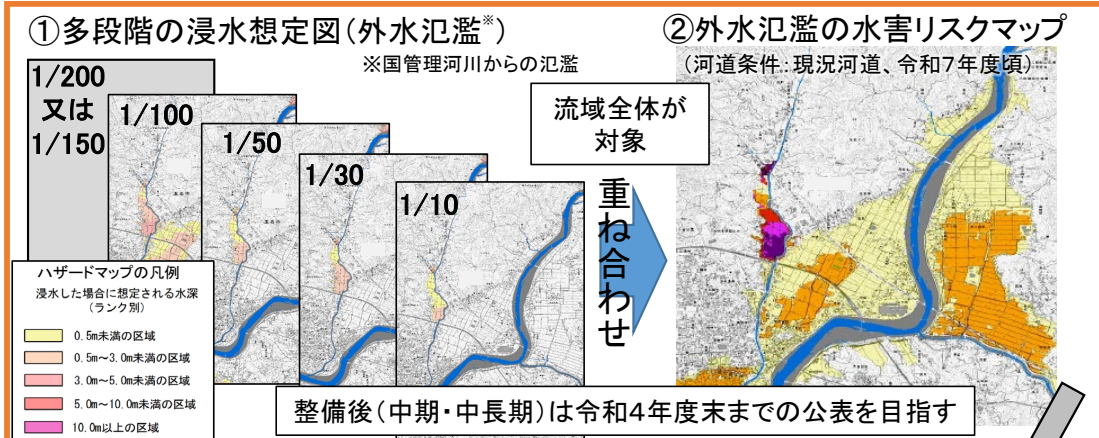 ①多段階の浸水想定図(外水氾濫※)
※国管理河川からの氾濫
1/200
又は
1/150
1/100
1/50
1/30
1/10
ハザードマップの凡例
浸水した場合に想定される水深
(ランク別)
0.5m未満の区域
0.5m～3.0m未満の区域
3.0m～5.0m未満の区域
5.0m～10.0m未満の区域
10.0m以上の区域
流域全体が
対象
重ね合わせ
②外水氾濫の水害リスクマップ
(河道条件:現況河道、令和7年度頃)
整備後(中期・中長期)は令和4年度末までの公表を目指す